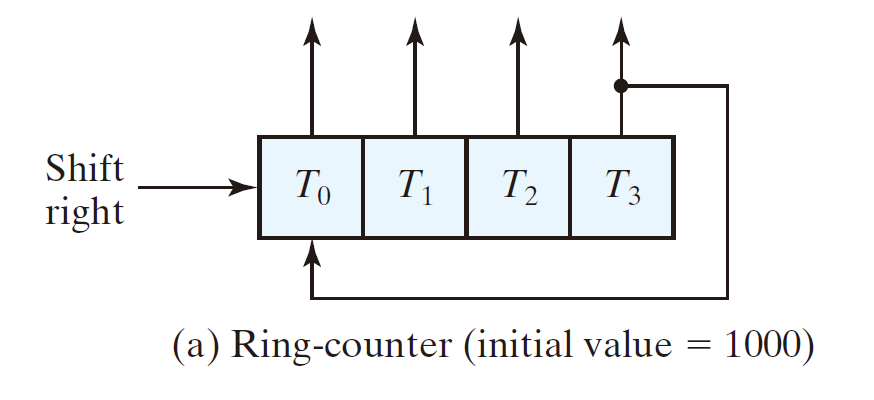 Shift
right
T₀ T₁ T₂ T₃
(a) Ring-counter (initial value = 1000)